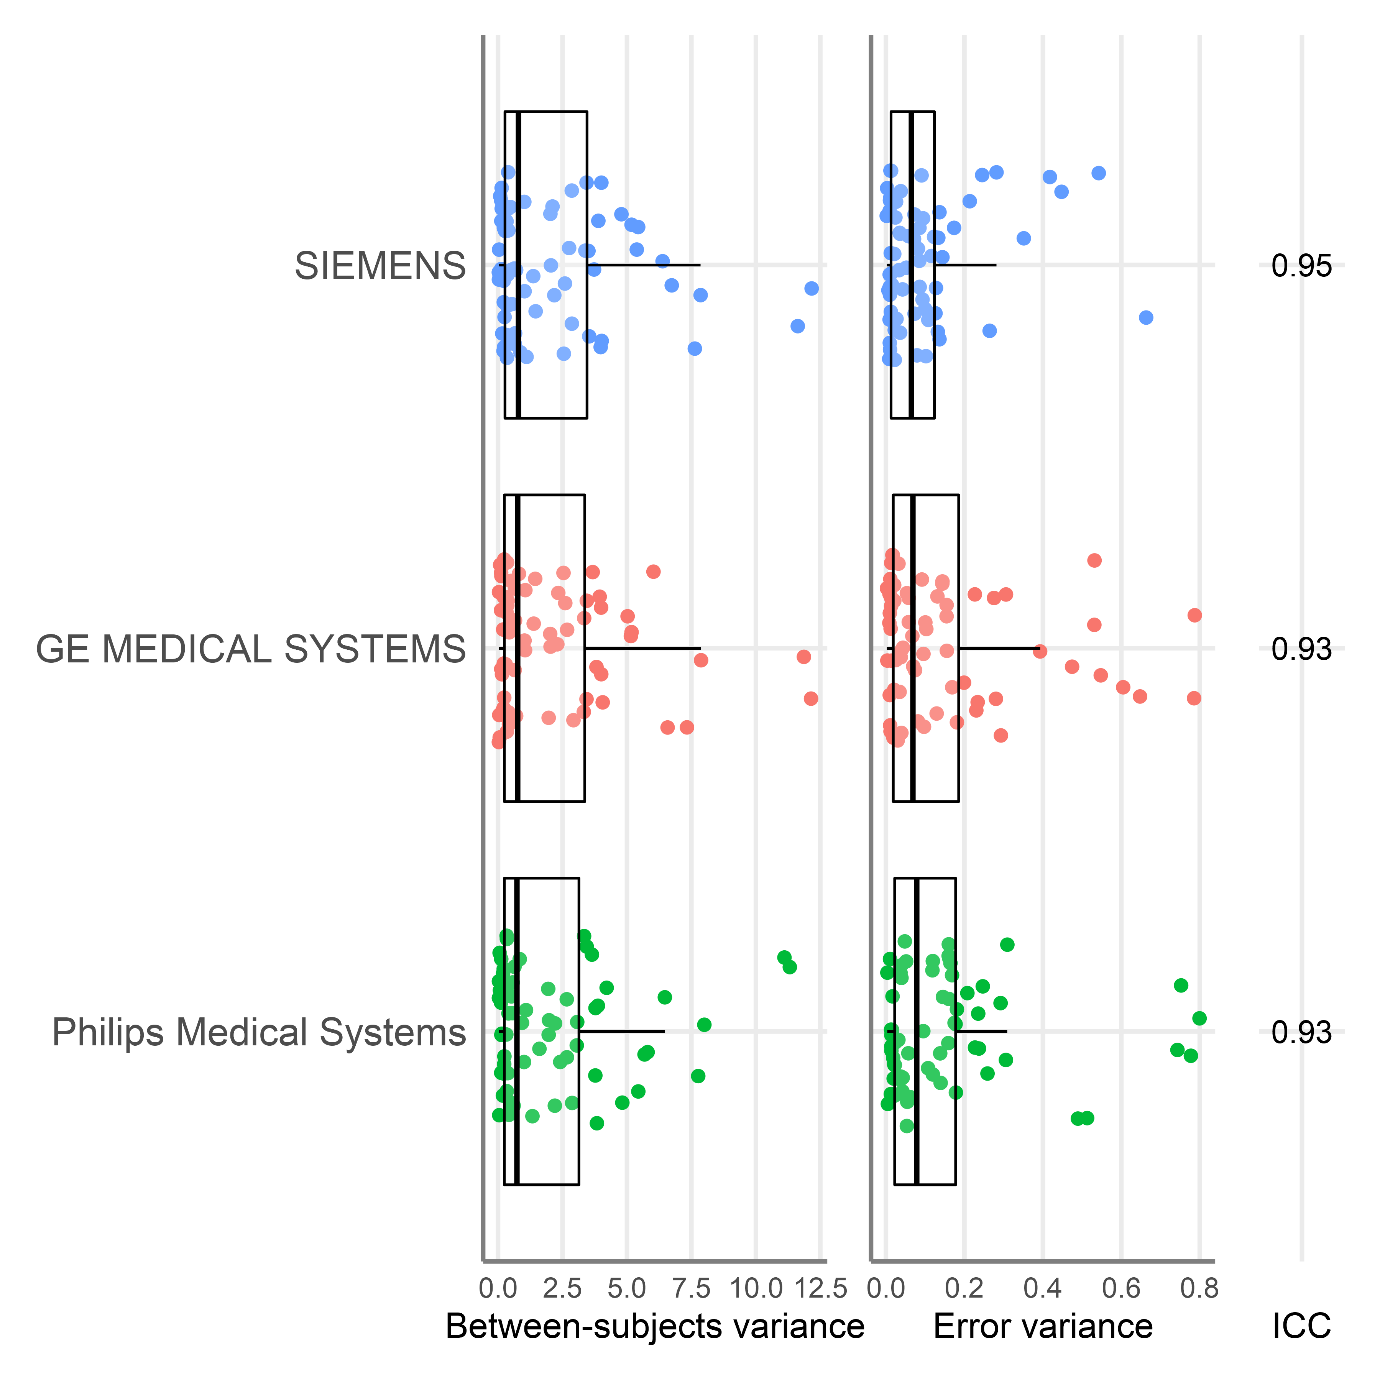 SIEMENS
0.95
GE MEDICAL SYSTEMS
0.93
Philips Medical Systems
0.93
0.0 2.5 5.0 7.5 10.0 12.5 0.0 0.2 0.4 0.6 0.8
Between-subjects variance Error variance ICC